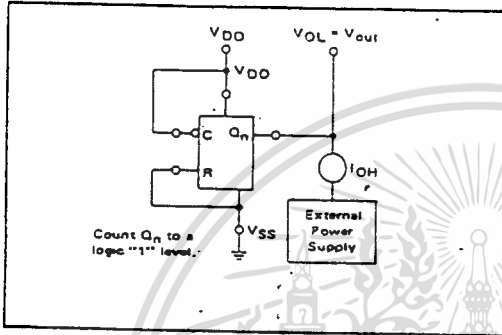 VDD
VOL = Vout
VDD
C Qn
R
IOH
External
Power
Supply
VSS
Count Qn to a
logic "1" level.